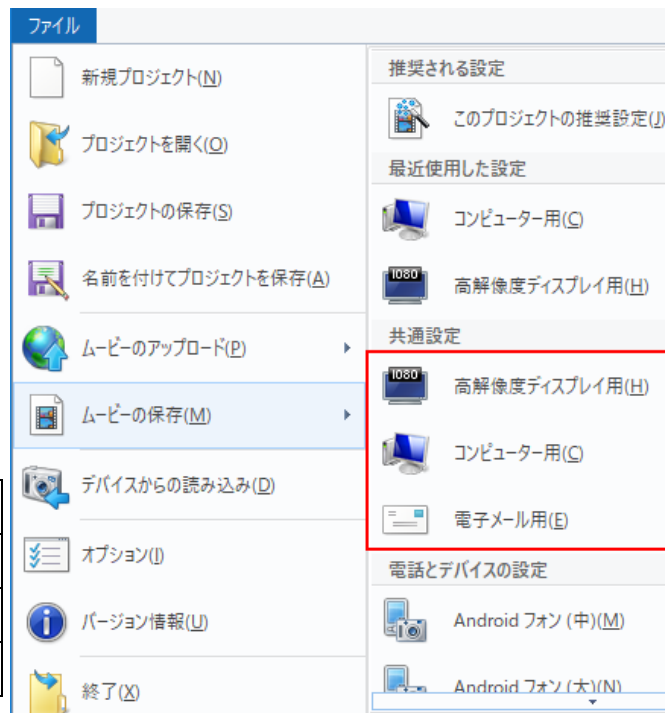 ファイル
新規プロジェクト(N)
プロジェクトを開く(O)
プロジェクトの保存(S)
名前を付けてプロジェクトを保存(A)
ムービーのアップロード(P)
ムービーの保存(M)
デバイスからの読み込み(D)
オプション(I)
バージョン情報(U)
終了(X)
推奨される設定
このプロジェクトの推奨設定(J)
最近使用した設定
コンピューター用(C)
1080
高解像度ディスプレイ用(H)
共通設定
1080
高解像度ディスプレイ用(H)
コンピューター用(C)
電子メール用(E)
電話とデバイスの設定
Android フォン (中)(M)
Android フォン (大)(N)